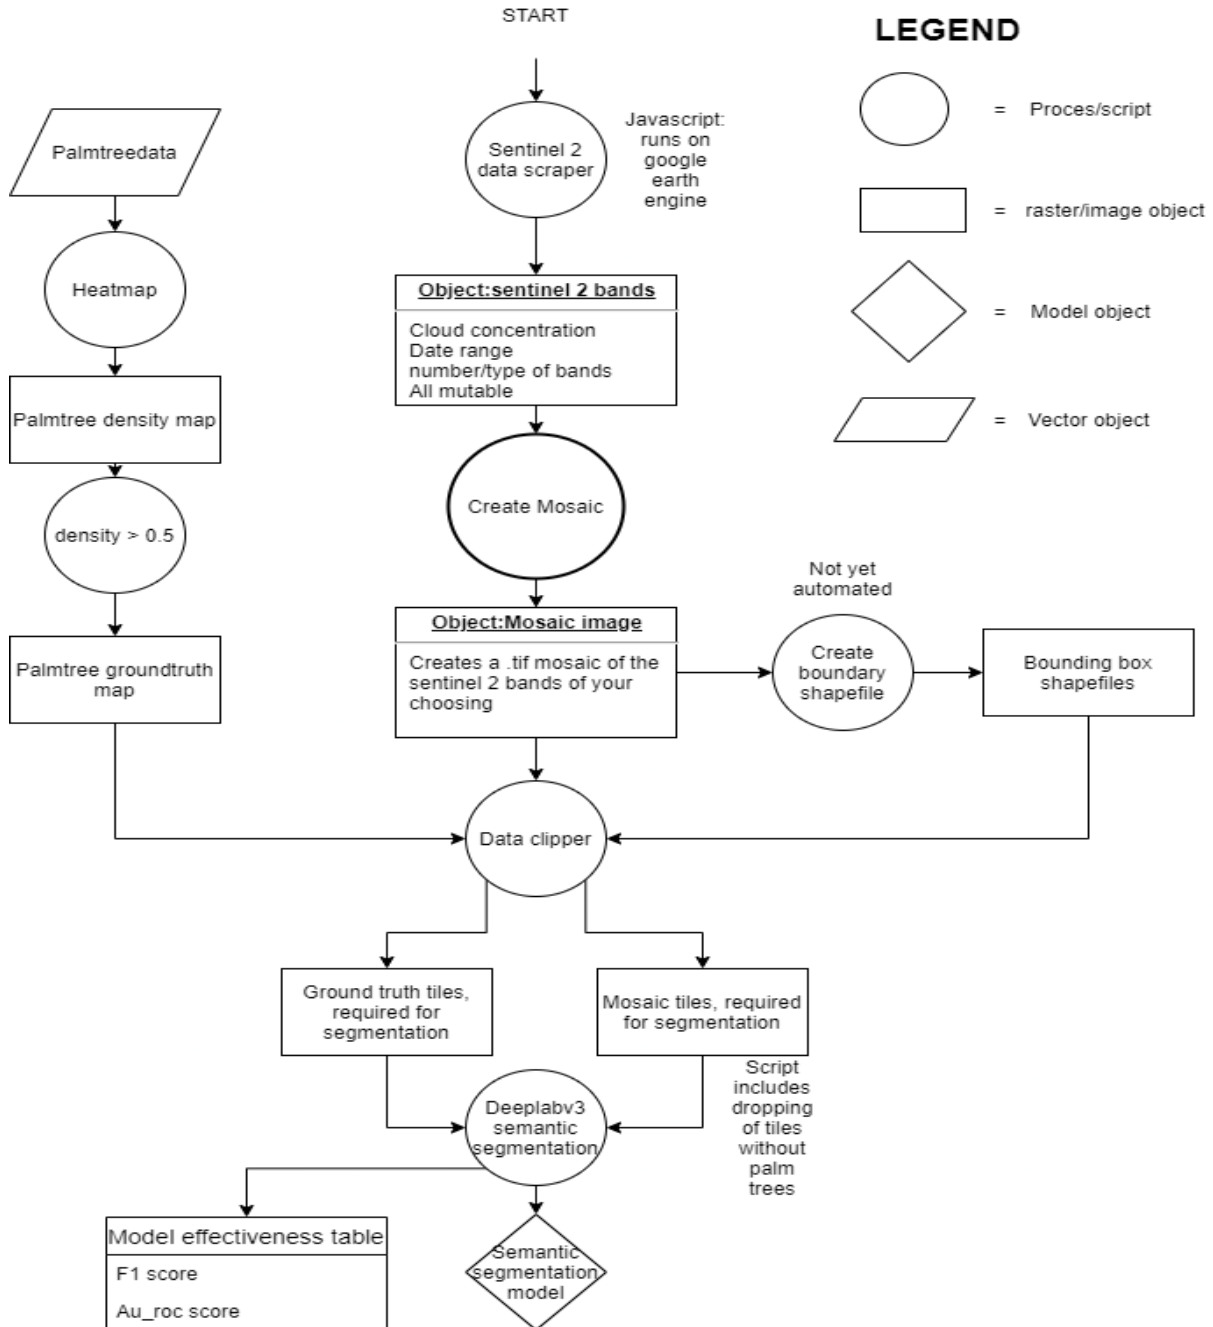 START
LEGEND
Palmtreedata
Sentinel 2
data scraper
Javascript:
runs on
google
earth
engine
= Proces/script
= raster/image object
Heatmap
Object:sentinel 2 bands
Cloud concentration
Date range
number/type of bands
All mutable
= Model object
Palmtree density map
= Vector object
density > 0.5
Create Mosaic
Not yet
automated
Object:Mosaic image
Creates a .tif mosaic of the
sentinel 2 bands of your
choosing
Create
boundary
shapefile
Bounding box
shapefiles
Palmtree groundtruth
map
Data clipper
Ground truth tiles,
required for
segmentation
Mosaic tiles, required
for segmentation
Script
includes
dropping
of tiles
without
palm
trees
Deeplabv3
semantic
segmentation
Model effectiveness table
F1 score
Au_roc score
Semantic
segmentation
model